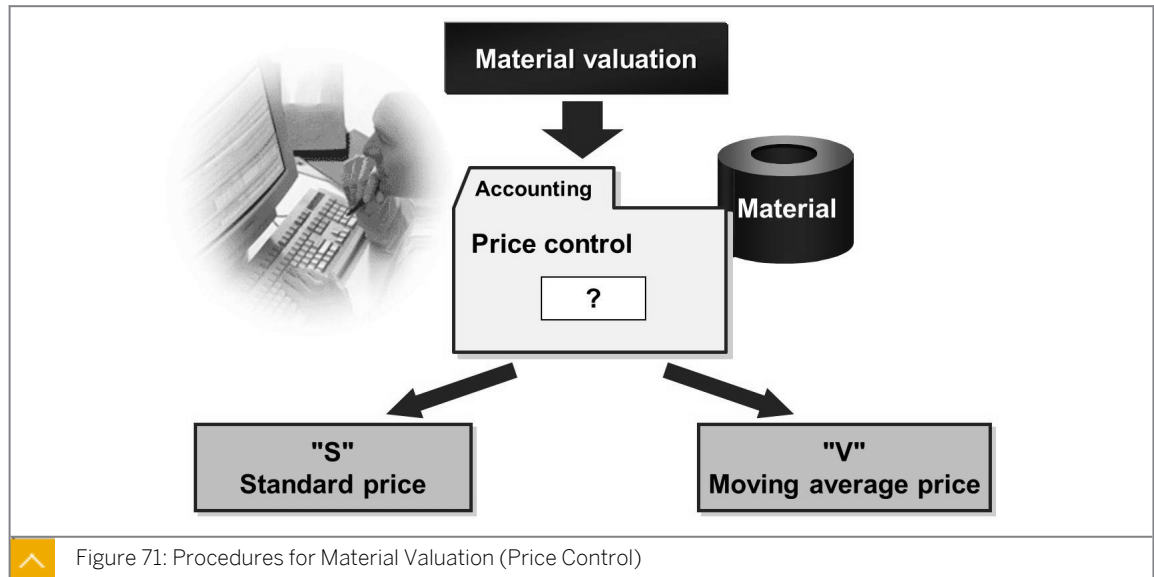 Material valuation
Accounting
Material
Price control
?
"S"
Standard price
"V"
Moving average price
Figure 71: Procedures for Material Valuation (Price Control)